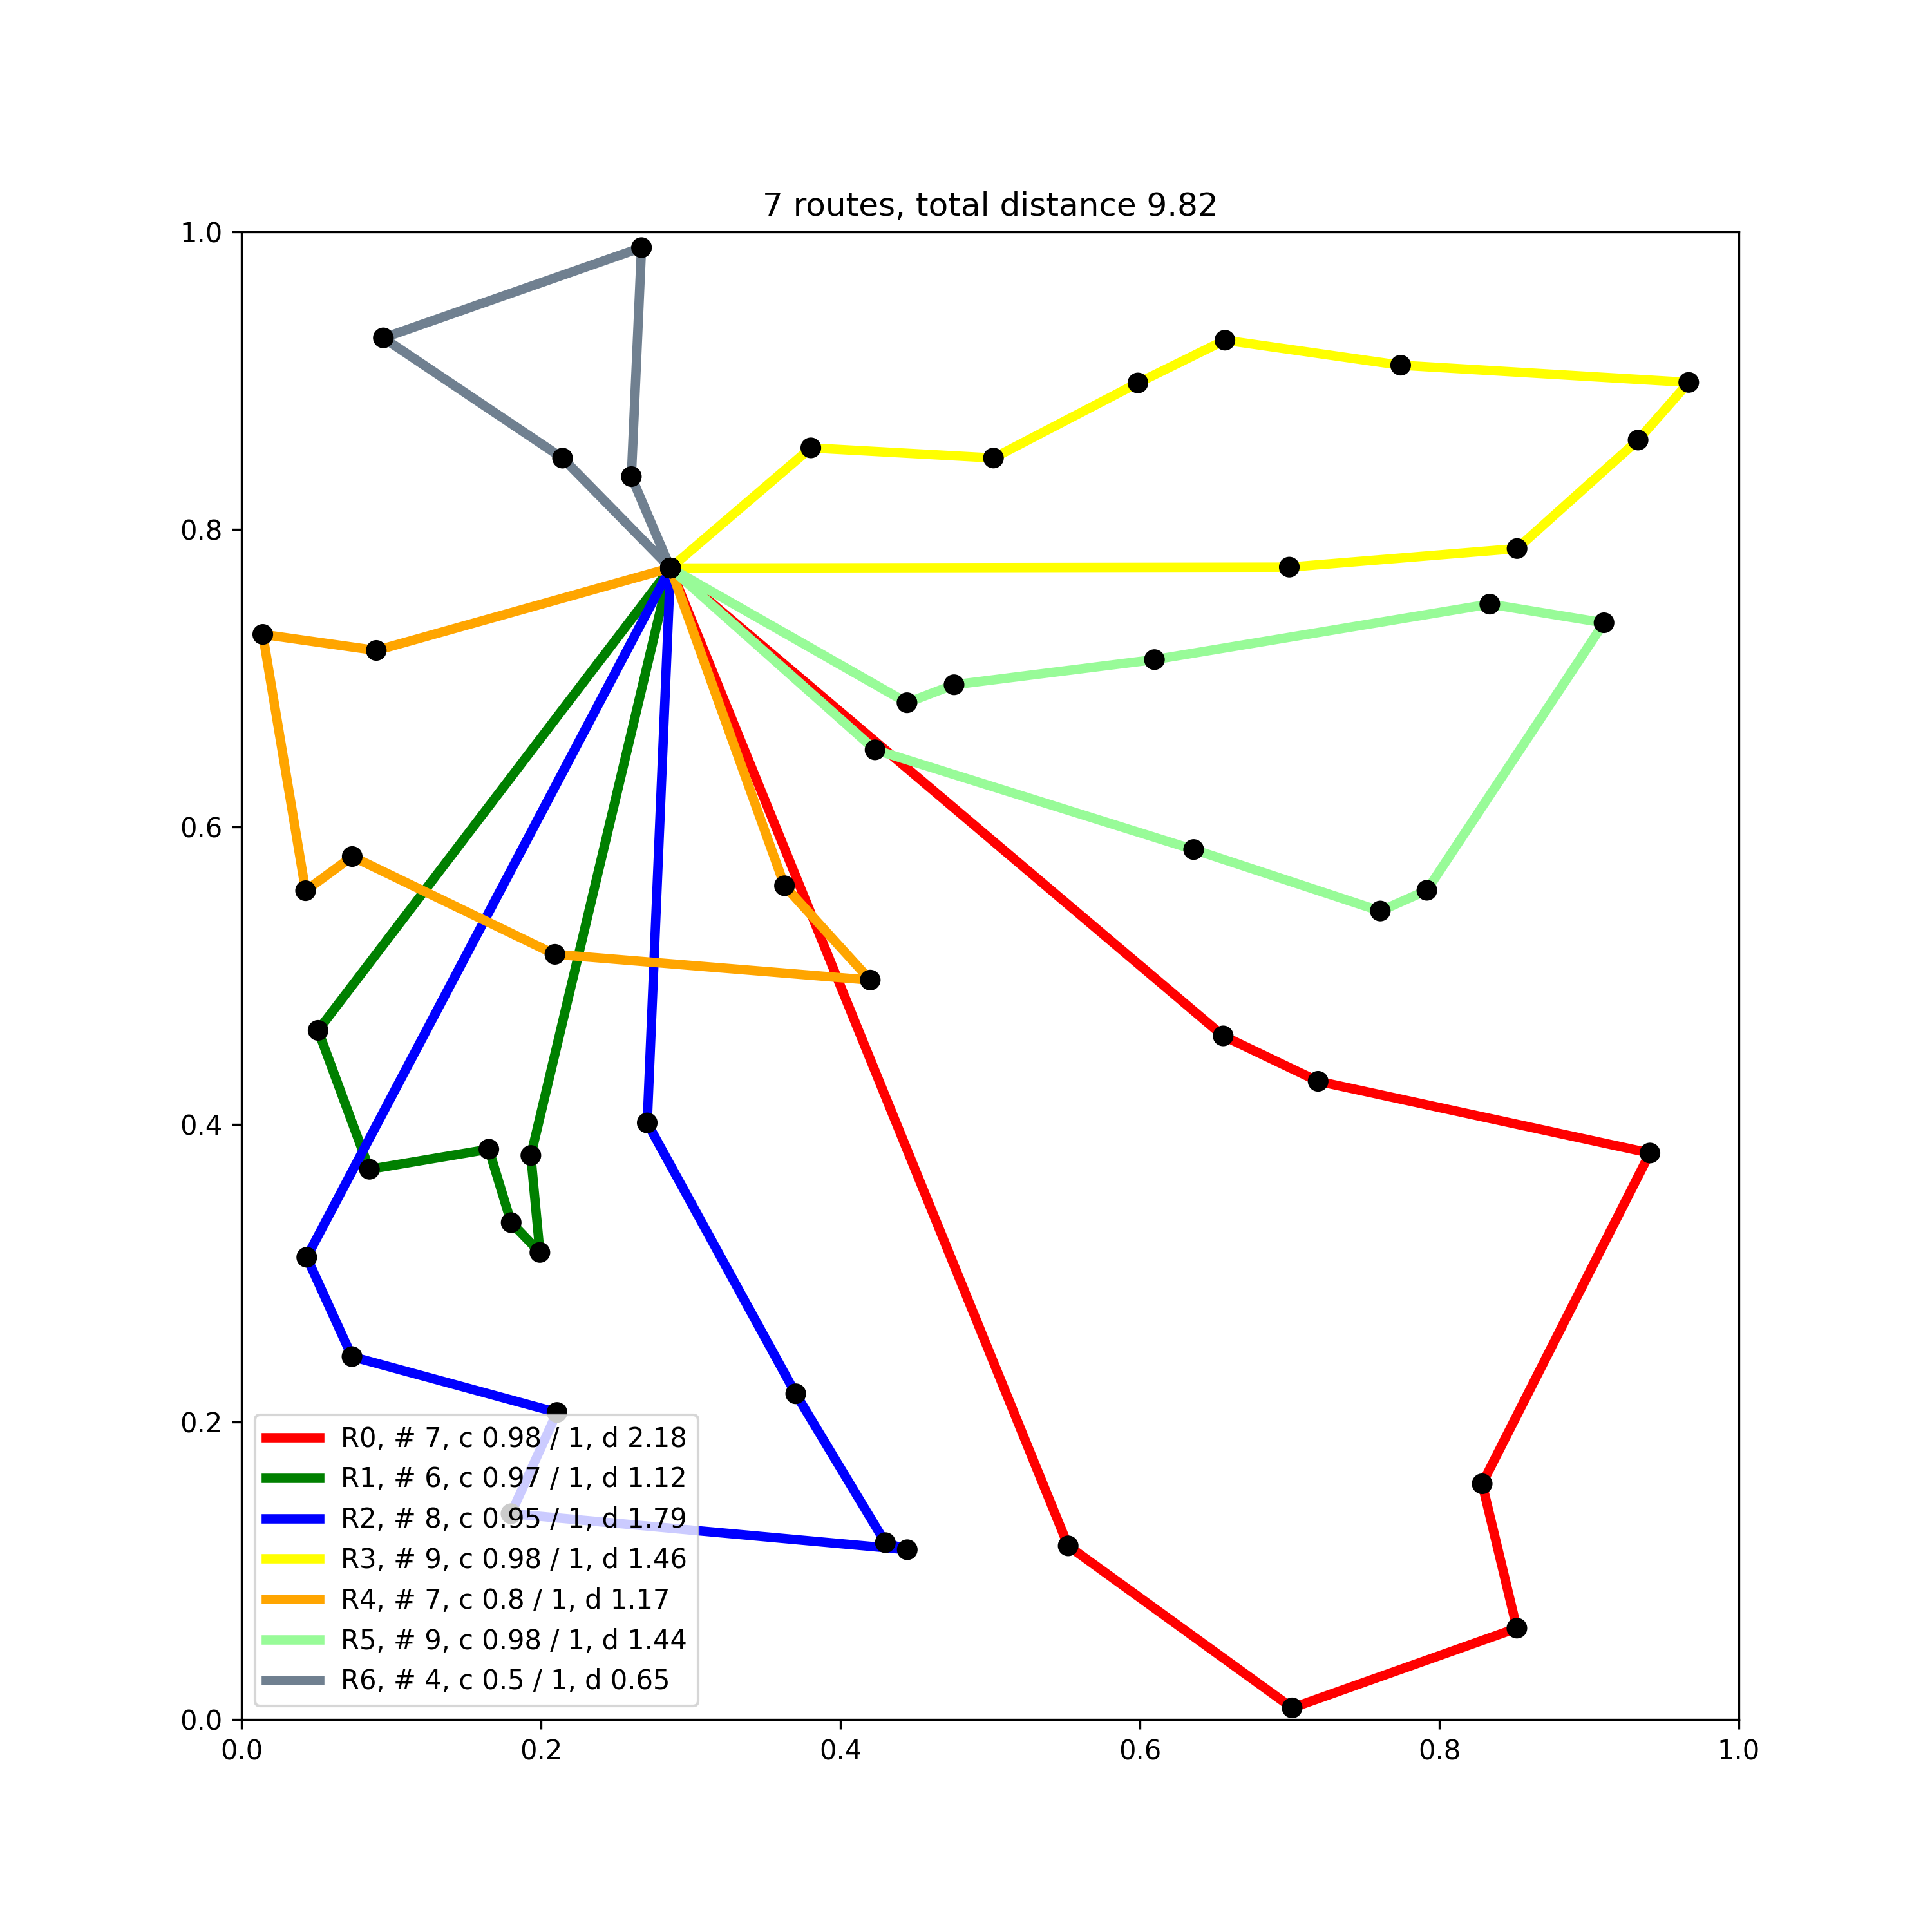 7 routes, total distance 9.82
1.0
0.8
0.6
0.4
0.2
0.0
R0, # 7, c 0.98 / 1, d 2.18
R1, # 6, c 0.97 / 1, d 1.12
R2, # 8, c 0.95 / 1, d 1.79
R3, # 9, c 0.98 / 1, d 1.46
R4, # 7, c 0.8 / 1, d 1.17
R5, # 9, c 0.98 / 1, d 1.44
R6, # 4, c 0.5 / 1, d 0.65
0.0 0.2 0.4 0.6 0.8 1.0